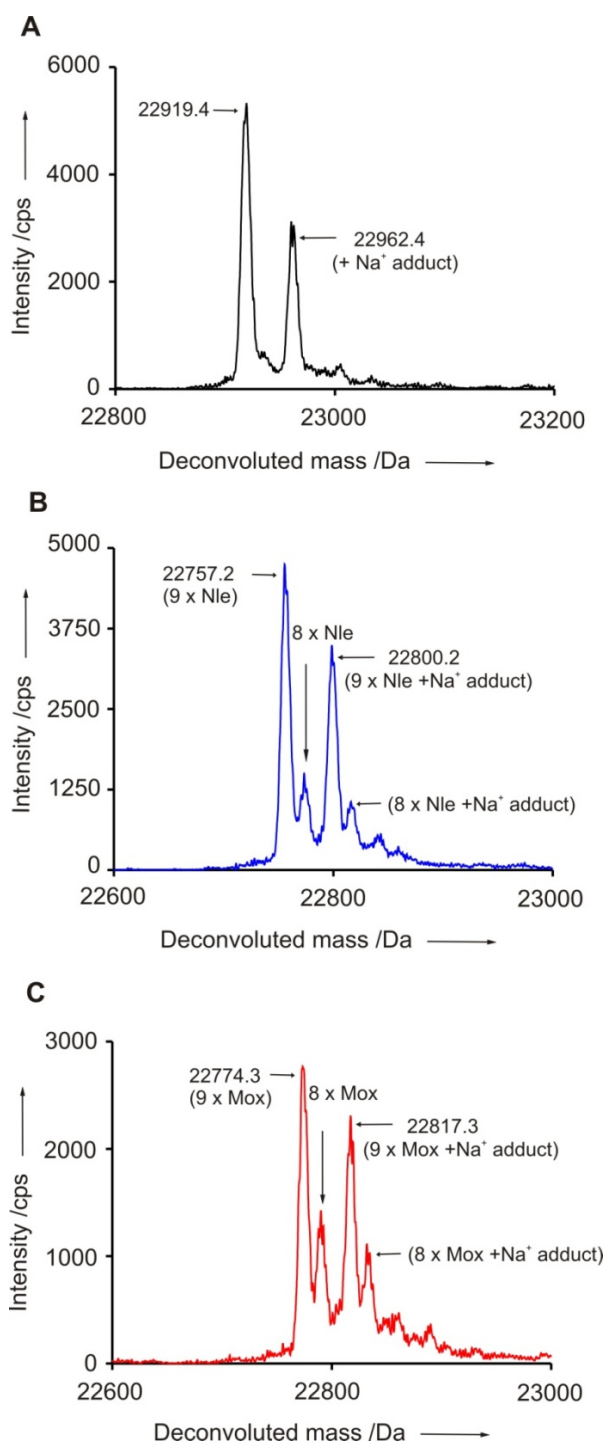 A
6000
4000
2000
0
Intensity /cps
22919.4
22962.4
(+ Na⁺ adduct)
22800
23000
23200
Deconvoluted mass /Da
B
5000
3750
2500
1250
0
Intensity /cps
22757.2
(9 x Nle)
8 x Nle
22800.2
(9 x Nle +Na⁺ adduct)
(8 x Nle +Na⁺ adduct)
22600
22800
23000
Deconvoluted mass /Da
C
3000
2000
1000
0
Intensity /cps
22774.3
(9 x Mox)
8 x Mox
22817.3
(9 x Mox +Na⁺ adduct)
(8 x Mox +Na⁺ adduct)
22600
22800
23000
Deconvoluted mass /Da